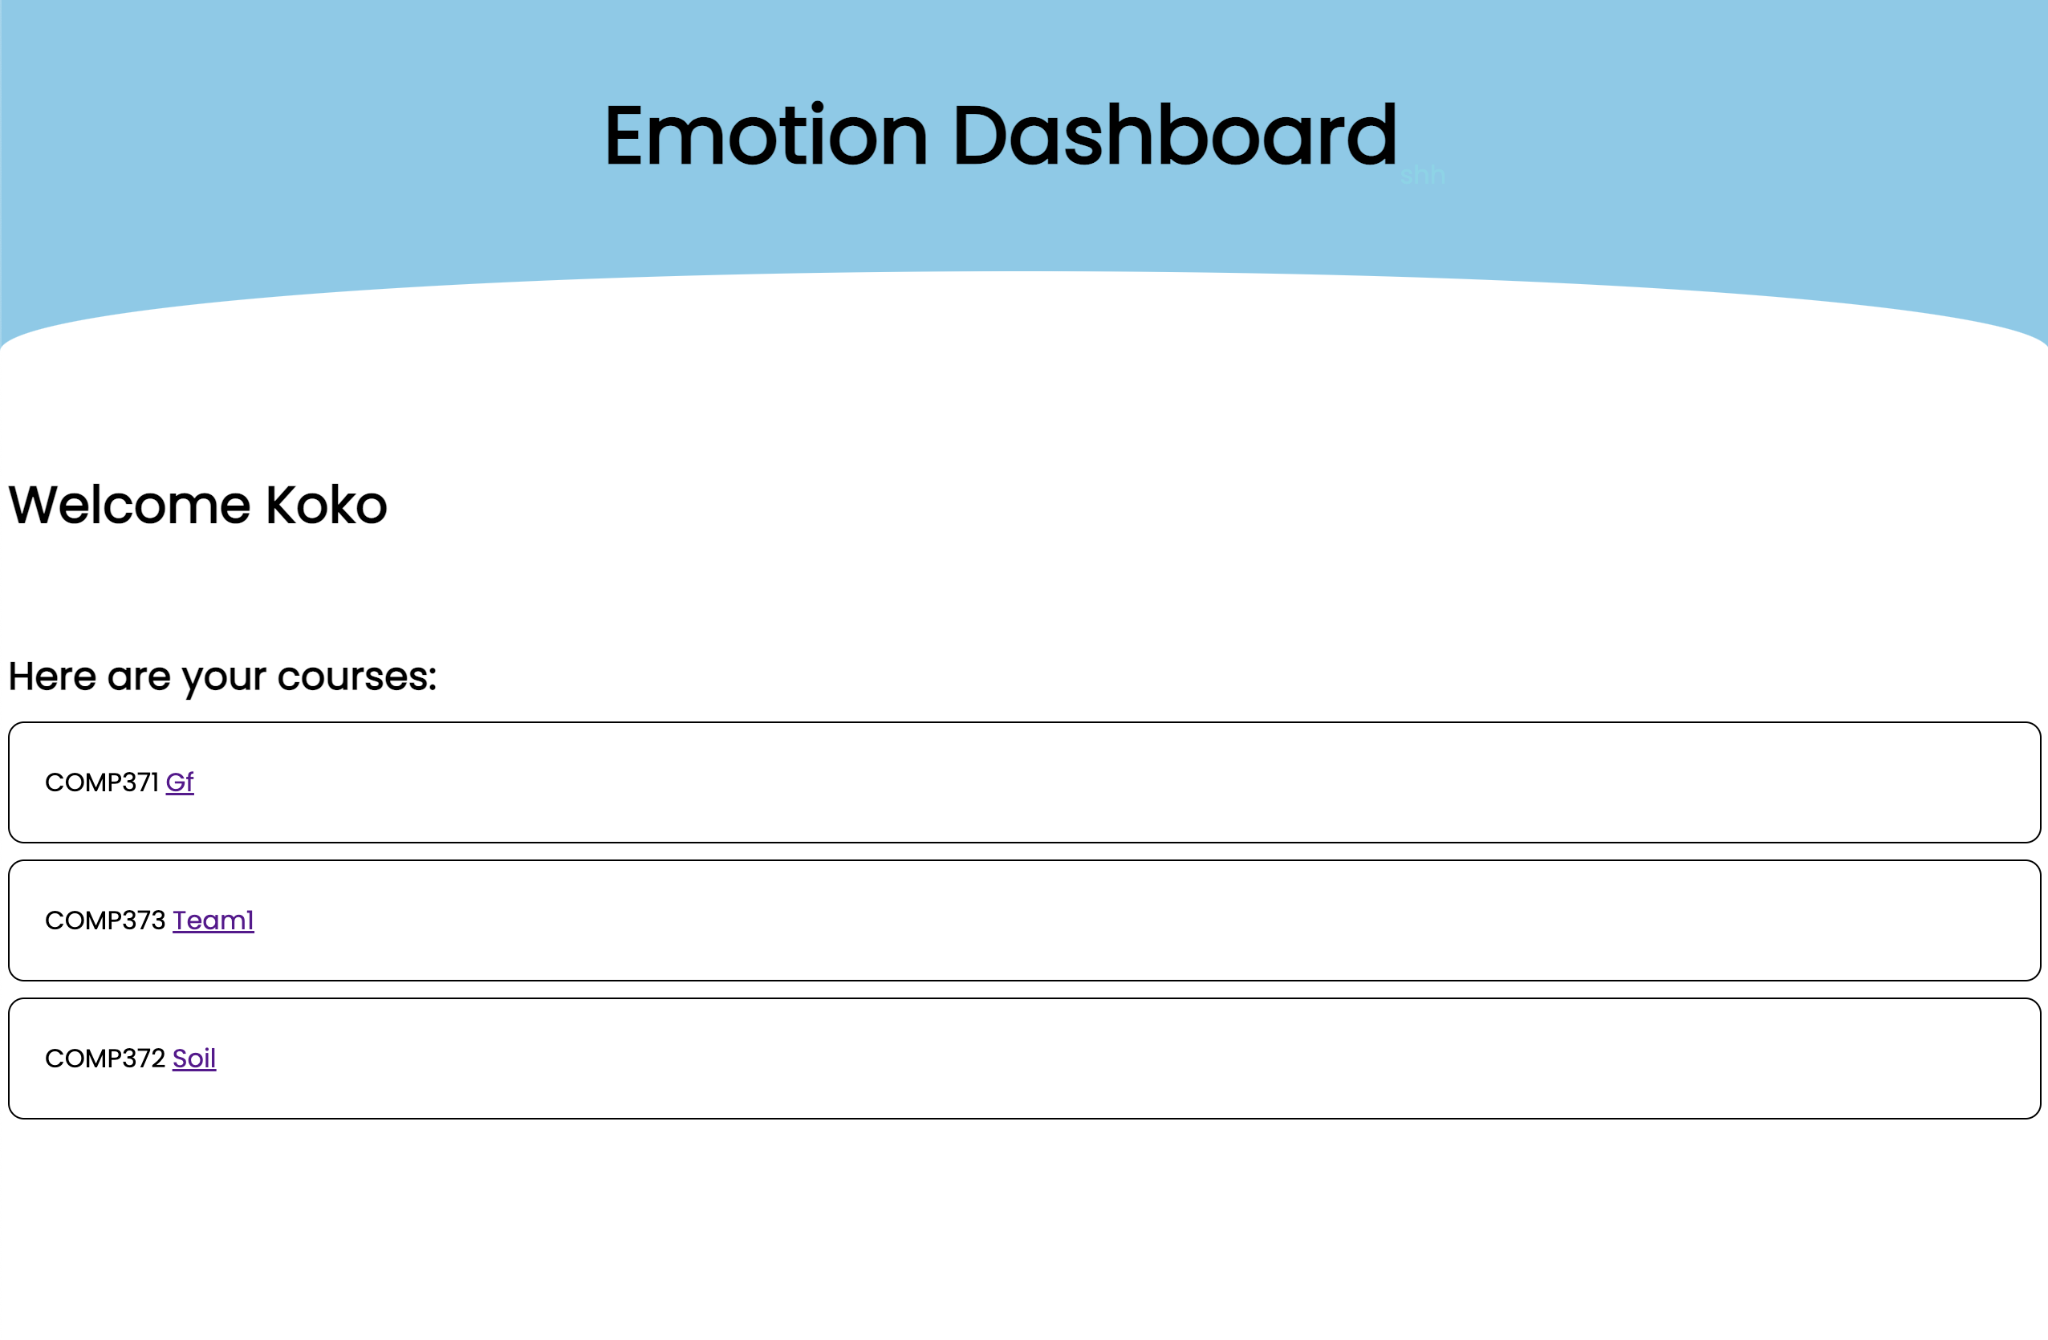 Emotion Dashboard
shh
Welcome Koko
Here are your courses:
COMP371 Gf
COMP373 Team1
COMP372 Soil